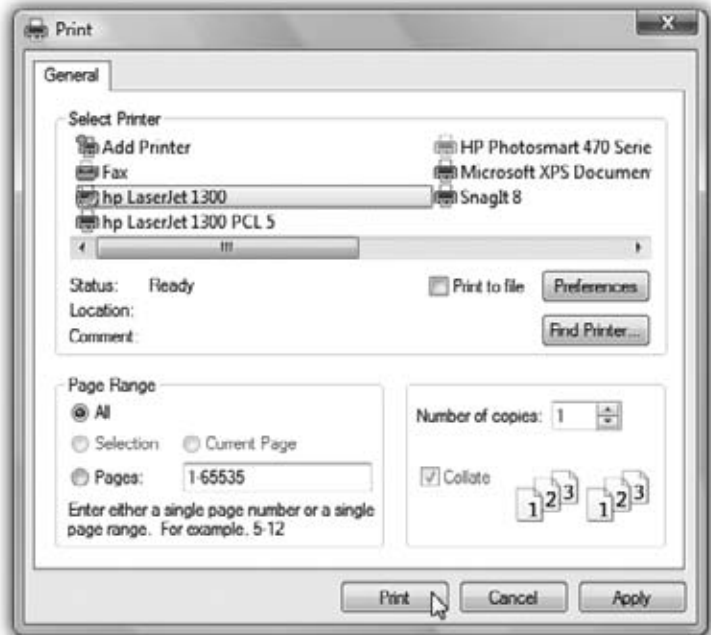 Print
General
Select Printer
Add Printer
Fax
hp LaserJet 1300
hp LaserJet 1300 PCL 5
HP Photosmart 470 Serie
Microsoft XPS Documen
SnagIt 8
Status: Ready
Location:
Comment:
Print to file
Preferences
Find Printer...
Page Range
All
Selection Current Page
Pages: 1-65535
Enter either a single page number or a single
page range. For example, 5-12
Number of copies: 1
Collate
1 2 3 1 2 3
Print Cancel Apply